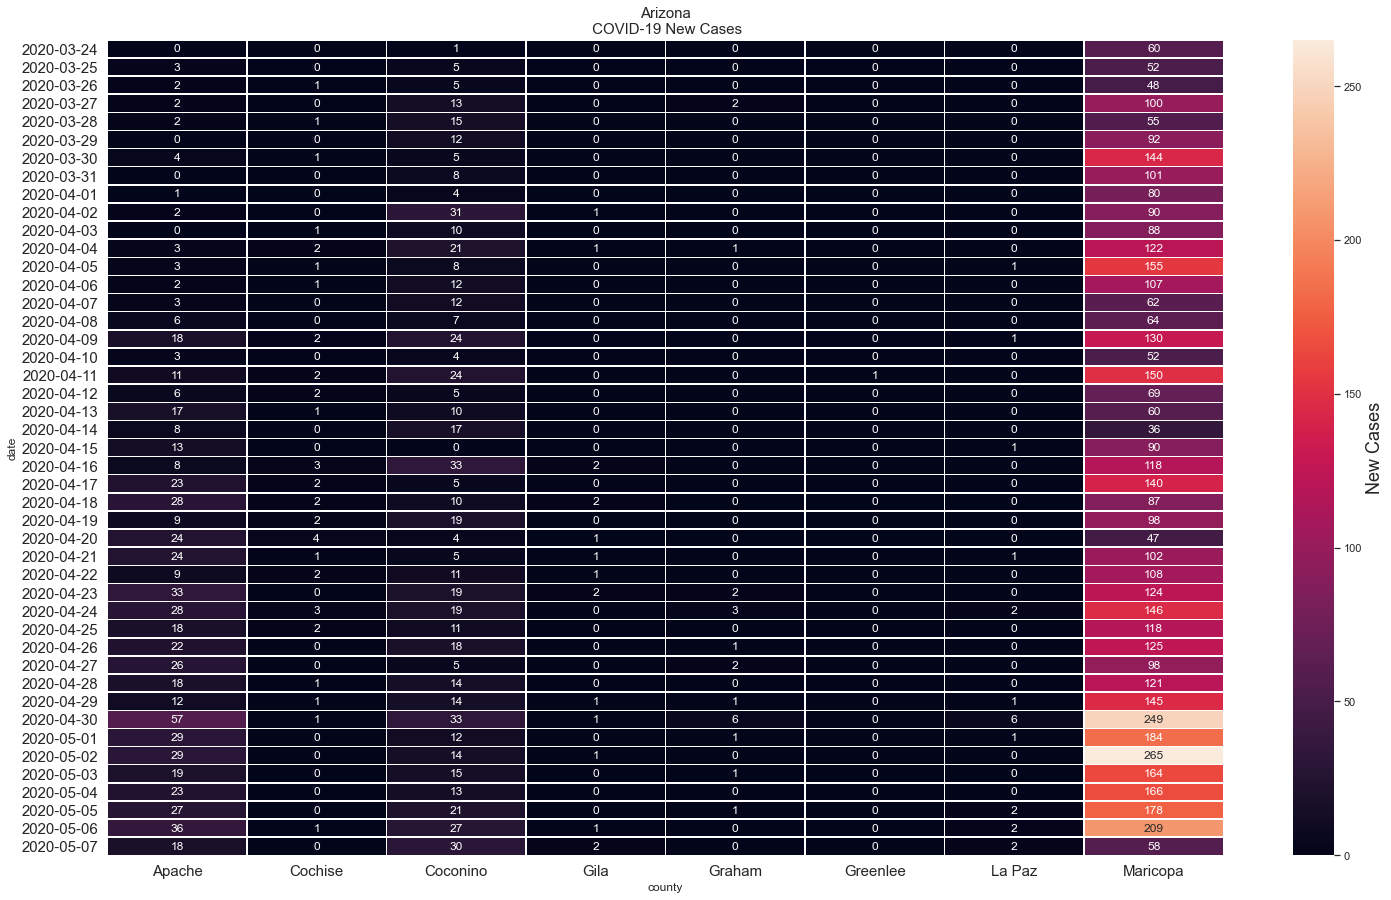 Arizona
COVID-19 New Cases
2020-03-24 0 0 1 0 0 0 0 60
2020-03-25 3 0 5 0 0 0 0 52
2020-03-26 2 1 5 0 0 0 0 48
2020-03-27 2 0 13 0 2 0 0 100
2020-03-28 2 1 15 0 0 0 0 55
2020-03-29 0 0 12 0 0 0 0 92
2020-03-30 4 1 5 0 0 0 0 144
2020-03-31 0 0 8 0 0 0 0 101
2020-04-01 1 0 4 0 0 0 0 80
2020-04-02 2 0 31 1 0 0 0 90
2020-04-03 0 1 10 0 0 0 0 88
2020-04-04 3 2 21 1 1 0 0 122
2020-04-05 3 1 8 0 0 0 1 155
2020-04-06 2 1 12 0 0 0 0 107
2020-04-07 3 0 12 0 0 0 0 62
2020-04-08 6 0 7 0 0 0 0 64
2020-04-09 18 2 24 0 0 0 1 130
2020-04-10 3 0 4 0 0 0 0 52
2020-04-11 11 2 24 0 0 1 0 150
2020-04-12 6 2 5 0 0 0 0 69
2020-04-13 17 1 10 0 0 0 0 60
2020-04-14 8 0 17 0 0 0 0 36
2020-04-15 13 0 0 0 0 0 1 90
2020-04-16 8 3 33 2 0 0 0 118
2020-04-17 23 2 5 0 0 0 0 140
2020-04-18 28 2 10 2 0 0 0 87
2020-04-19 9 2 19 0 0 0 0 98
2020-04-20 24 4 4 1 0 0 0 47
2020-04-21 24 1 5 1 0 0 1 102
2020-04-22 9 2 11 1 0 0 0 108
2020-04-23 33 0 19 2 2 0 0 124
2020-04-24 28 3 19 0 3 0 2 146
2020-04-25 18 2 11 0 0 0 0 118
2020-04-26 22 0 18 0 1 0 0 125
2020-04-27 26 0 5 0 2 0 0 98
2020-04-28 18 1 14 0 0 0 0 121
2020-04-29 12 1 14 1 1 0 1 145
2020-04-30 57 1 33 1 6 0 6 249
2020-05-01 29 0 12 0 1 0 1 184
2020-05-02 29 0 14 1 0 0 0 265
2020-05-03 19 0 15 0 1 0 0 164
2020-05-04 23 0 13 0 0 0 0 166
2020-05-05 27 0 21 0 1 0 2 178
2020-05-06 36 1 27 1 0 0 2 209
2020-05-07 18 0 30 2 0 0 2 58
Apache Cochise Coconino Gila Graham Greenlee La Paz Maricopa
county
date
250
200
150
100
50
0
New Cases